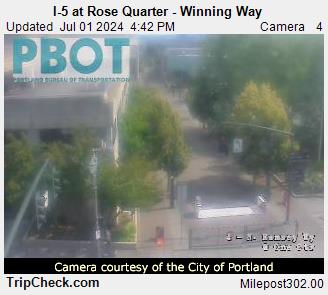 I-5 at Rose Quarter - Winning Way
Updated Jul 01 2024 4:42 PM Camera 4
PBOT
PORTLAND BUREAU OF TRANSPORTATION
Camera courtesy of the City of Portland
TripCheck.com Milepost302.00